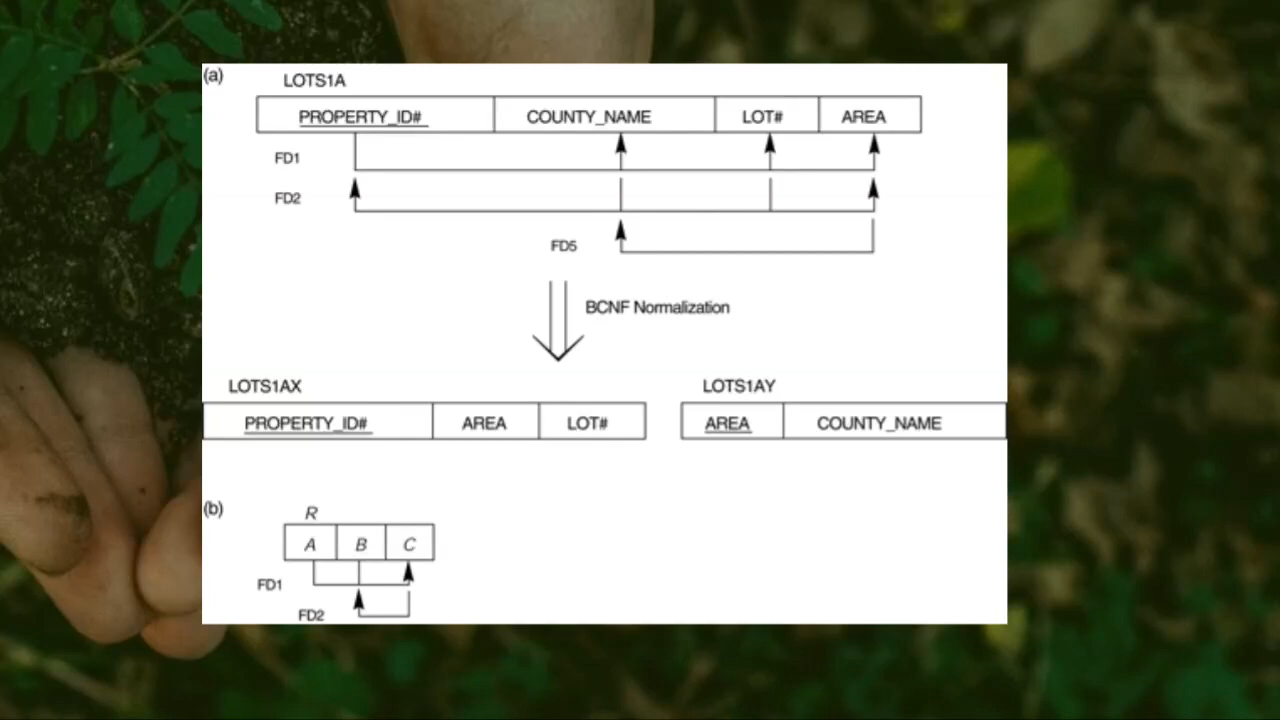 (a)
LOTS1A
PROPERTY_ID# COUNTY_NAME LOT# AREA
FD1
FD2
FD5
BCNF Normalization
LOTS1AX LOTS1AY
PROPERTY_ID# AREA LOT# AREA COUNTY_NAME
(b)
R
A B C
FD1
FD2